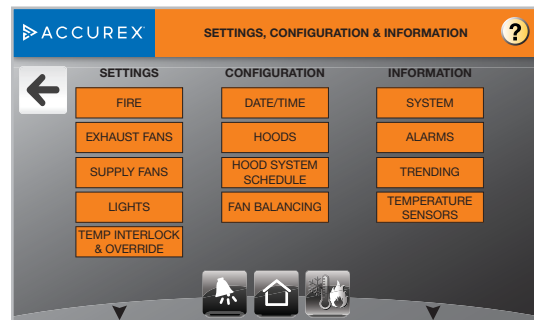 ACCUREX
SETTINGS, CONFIGURATION & INFORMATION
?
SETTINGS
FIRE
EXHAUST FANS
SUPPLY FANS
LIGHTS
TEMP INTERLOCK
& OVERRIDE
CONFIGURATION
DATE/TIME
HOODS
HOOD SYSTEM
SCHEDULE
FAN BALANCING
INFORMATION
SYSTEM
ALARMS
TRENDING
TEMPERATURE
SENSORS